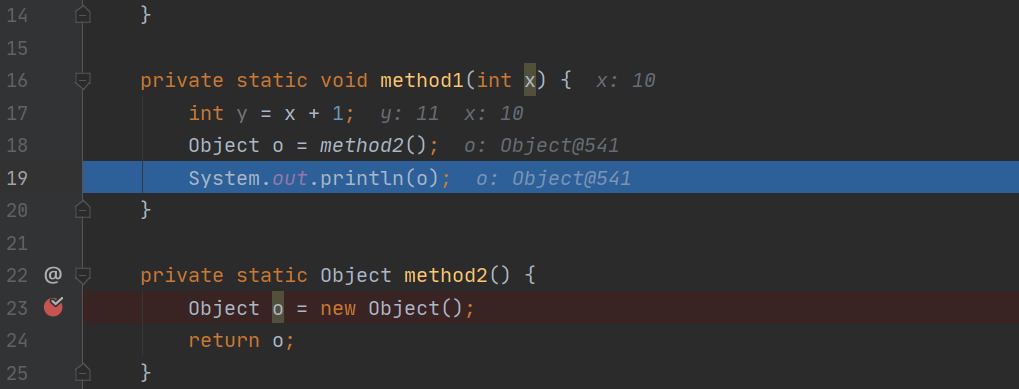 14 }
15
16 private static void method1(int x) { x: 10
17 int y = x + 1; y: 11 x: 10
18 Object o = method2(); o: Object@541
19 System.out.println(o); o: Object@541
20 }
21
22 @ private static Object method2() {
23 Object o = new Object();
24 return o;
25 }